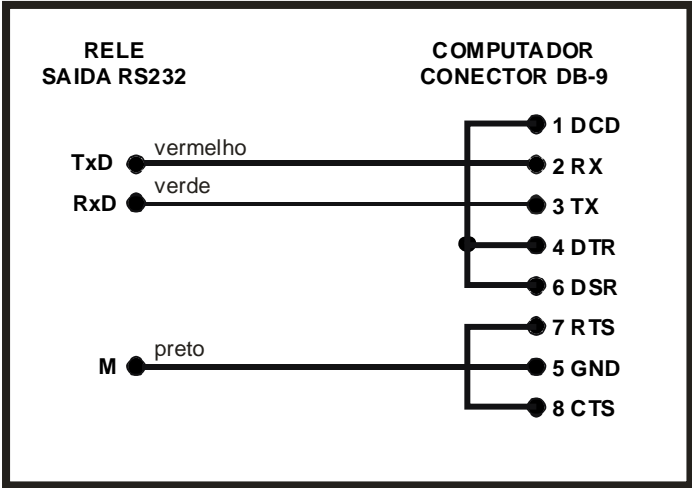 RELE
SAIDA RS232
COMPUTADOR
CONECTOR DB-9
1 DCD
TxD
vermelho
2 RX
RxD
verde
3 TX
4 DTR
6 DSR
7 RTS
M
preto
5 GND
8 CTS